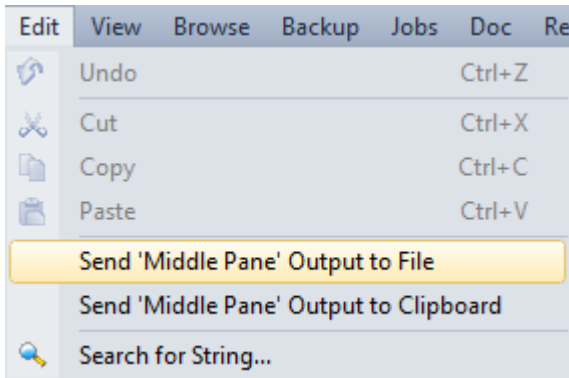 Edit View Browse Backup Jobs Doc Re
Undo Ctrl+Z
Cut Ctrl+X
Copy Ctrl+C
Paste Ctrl+V
Send 'Middle Pane' Output to File
Send 'Middle Pane' Output to Clipboard
Search for String...